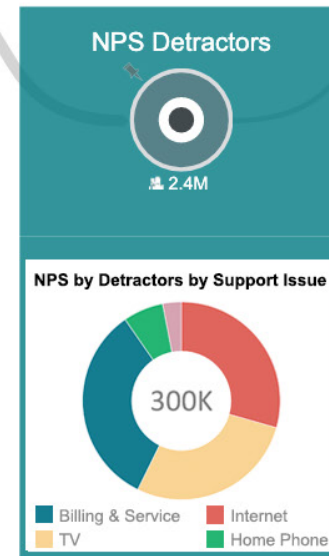 NPS Detractors
2.4M
NPS by Detractors by Support Issue
300K
Billing & Service Internet
TV Home Phone